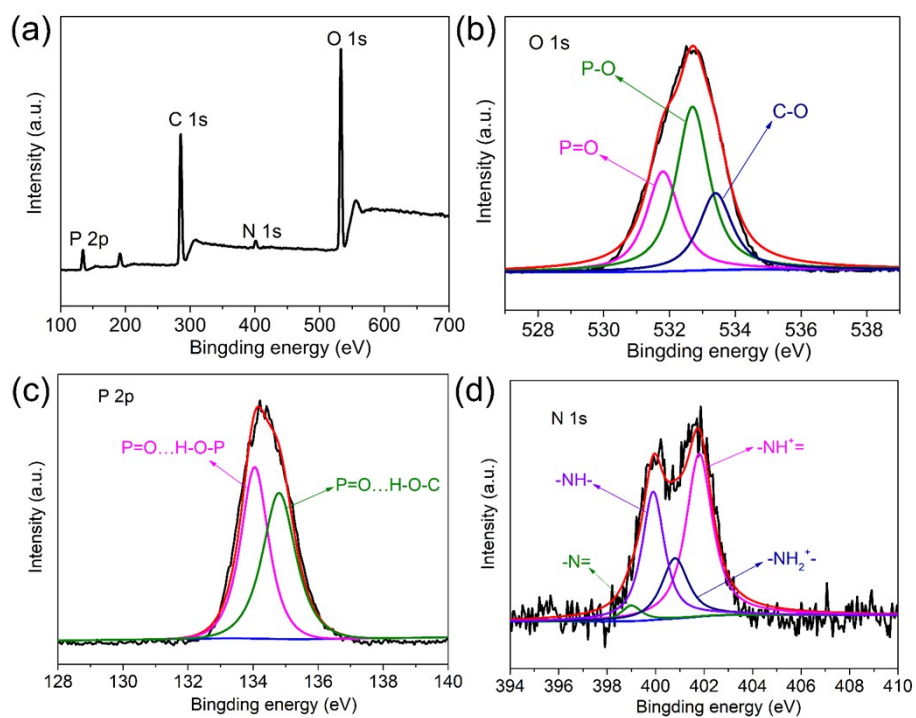 (a)
O 1s
C 1s
N 1s
P 2p
Intensity (a.u.)
100 200 300 400 500 600 700
Bingding energy (eV)
(b)
O 1s
P-O
C-O
P=O
Intensity (a.u.)
528 530 532 534 536 538
Bingding energy (eV)
(c)
P 2p
P=O…H-O-P
P=O…H-O-C
Intensity (a.u.)
128 130 132 134 136 138 140
Bingding energy (eV)
(d)
N 1s
-NH⁺=
-NH-
-N=
-NH₂⁺-
Intensity (a.u.)
394 396 398 400 402 404 406 408 410
Bingding energy (eV)